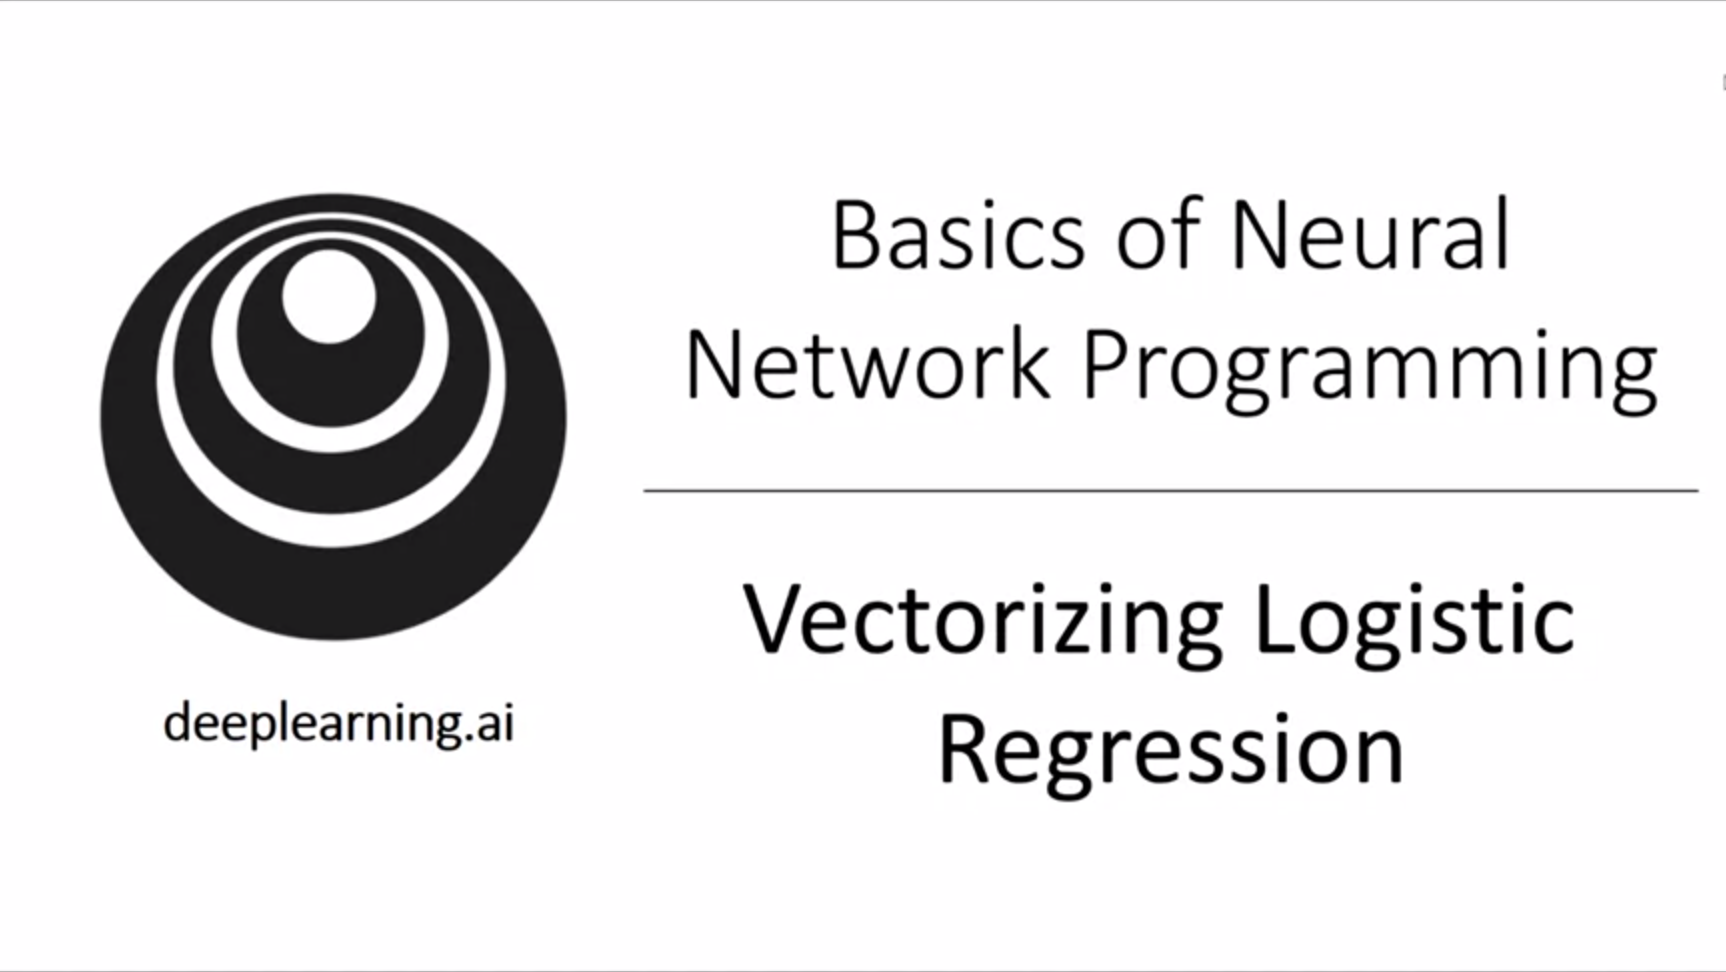 Basics of Neural
Network Programming
Vectorizing Logistic
Regression
deeplearning.ai